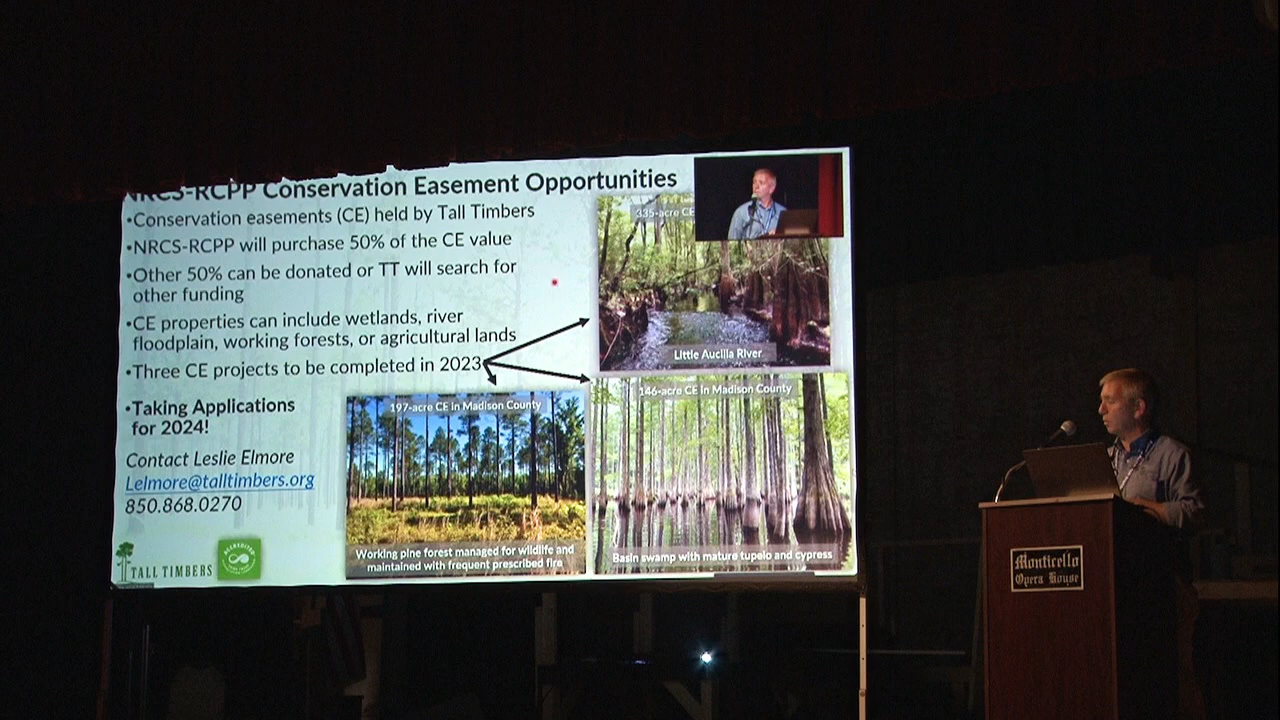 NRCS-RCPP Conservation Easement Opportunities
•Conservation easements (CE) held by Tall Timbers
•NRCS-RCPP will purchase 50% of the CE value
•Other 50% can be donated or TT will search for
other funding
•CE properties can include wetlands, river
floodplain, working forests, or agricultural lands
•Three CE projects to be completed in 2023
•Taking Applications
for 2024!
Contact Leslie Elmore
Lelmore@talltimbers.org
850.868.0270
TALL TIMBERS
ACCREDITED
335-acre CE
Little Aucilla River
197-acre CE in Madison County
Working pine forest managed for wildlife and
maintained with frequent prescribed fire
146-acre CE in Madison County
Basin swamp with mature tupelo and cypress
Monticello
Opera House